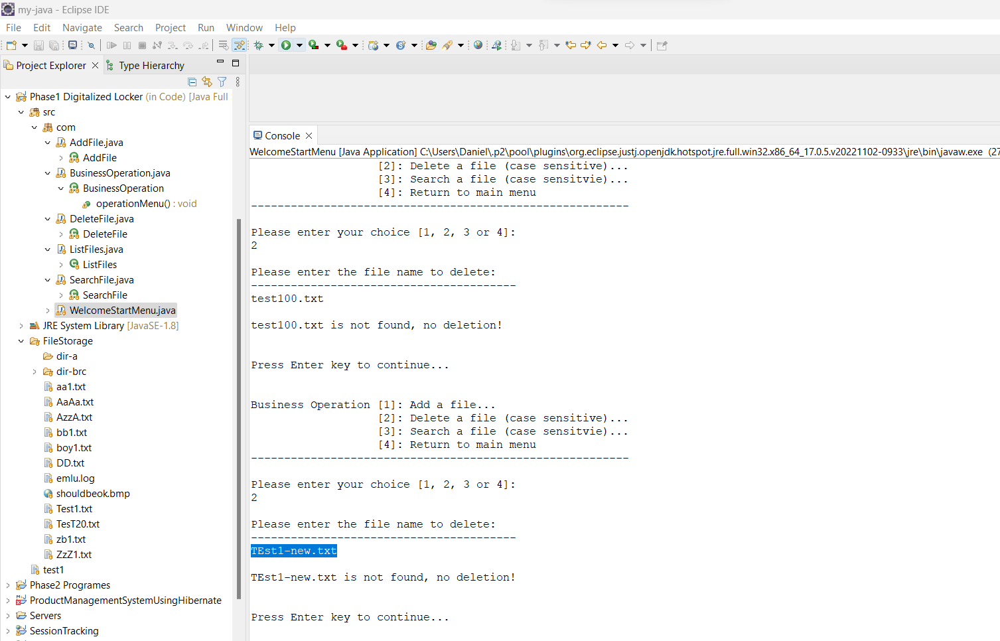 my-java - Eclipse IDE
File Edit Navigate Search Project Run Window Help
Project Explorer Type Hierarchy
Phase1 Digitalized Locker (in Code) [Java Full
src
com
AddFile.java
AddFile
BusinessOperation.java
BusinessOperation
operationMenu() : void
DeleteFile.java
DeleteFile
ListFiles.java
ListFiles
SearchFile.java
SearchFile
WelcomeStartMenu.java
JRE System Library [JavaSE-1.8]
FileStorage
dir-a
dir-brc
aa1.txt
AaAa.txt
AzzA.txt
bb1.txt
boy1.txt
DD.txt
emlu.log
shouldbeok.bmp
Test1.txt
TesT20.txt
zb1.txt
ZzZ1.txt
test1
Phase2 Programes
ProductManagementSystemUsingHibernate
Servers
SessionTracking
Console
WelcomeStartMenu [Java Application] C:\Users\Daniel\.p2\pool\plugins\org.eclipse.justj.openjdk.hotspot.jre.full.win32.x86_64_17.0.5.v20221102-0933\jre\bin\javaw.exe (27
[2]: Delete a file (case sensitive)...
[3]: Search a file (case sensitvie)...
[4]: Return to main menu
---------------------------------------------------------
Please enter your choice [1, 2, 3 or 4]:
2
Please enter the file name to delete:
----------------------------------------
test100.txt
test100.txt is not found, no deletion!
Press Enter key to continue...
Business Operation [1]: Add a file...
[2]: Delete a file (case sensitive)...
[3]: Search a file (case sensitvie)...
[4]: Return to main menu
---------------------------------------------------------
Please enter your choice [1, 2, 3 or 4]:
2
Please enter the file name to delete:
----------------------------------------
TEst1-new.txt
TEst1-new.txt is not found, no deletion!
Press Enter key to continue...